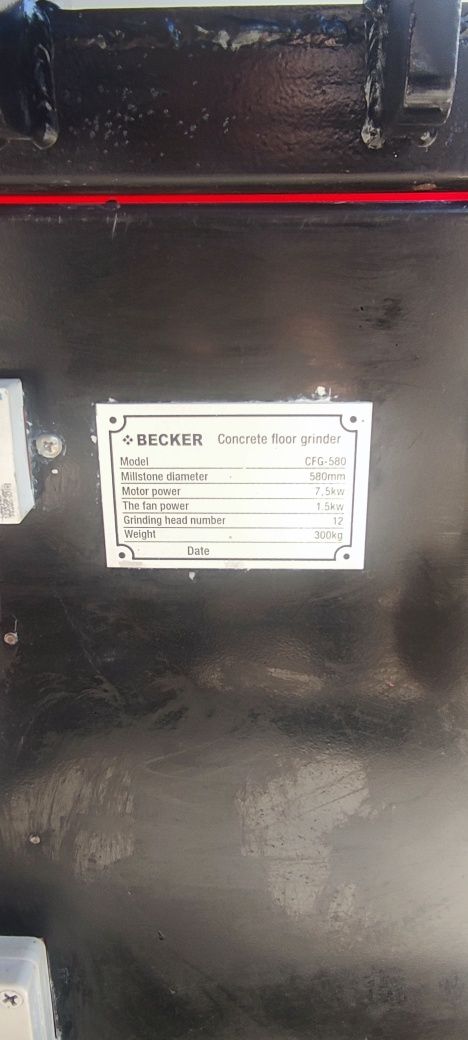 BECKER Concrete floor grinder
Model CFG-580
Millstone diameter 580mm
Motor power 7,5kw
The fan power 1.5kw
Grinding head number 12
Weight 300kg
Date